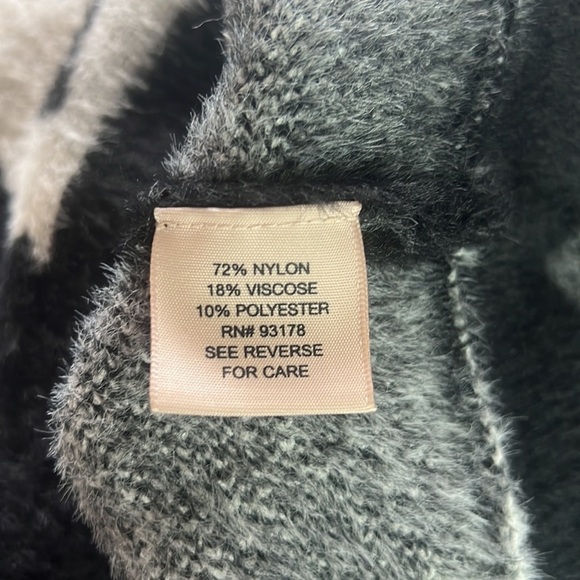 72% NYLON
18% VISCOSE
10% POLYESTER
RN# 93178
SEE REVERSE
FOR CARE